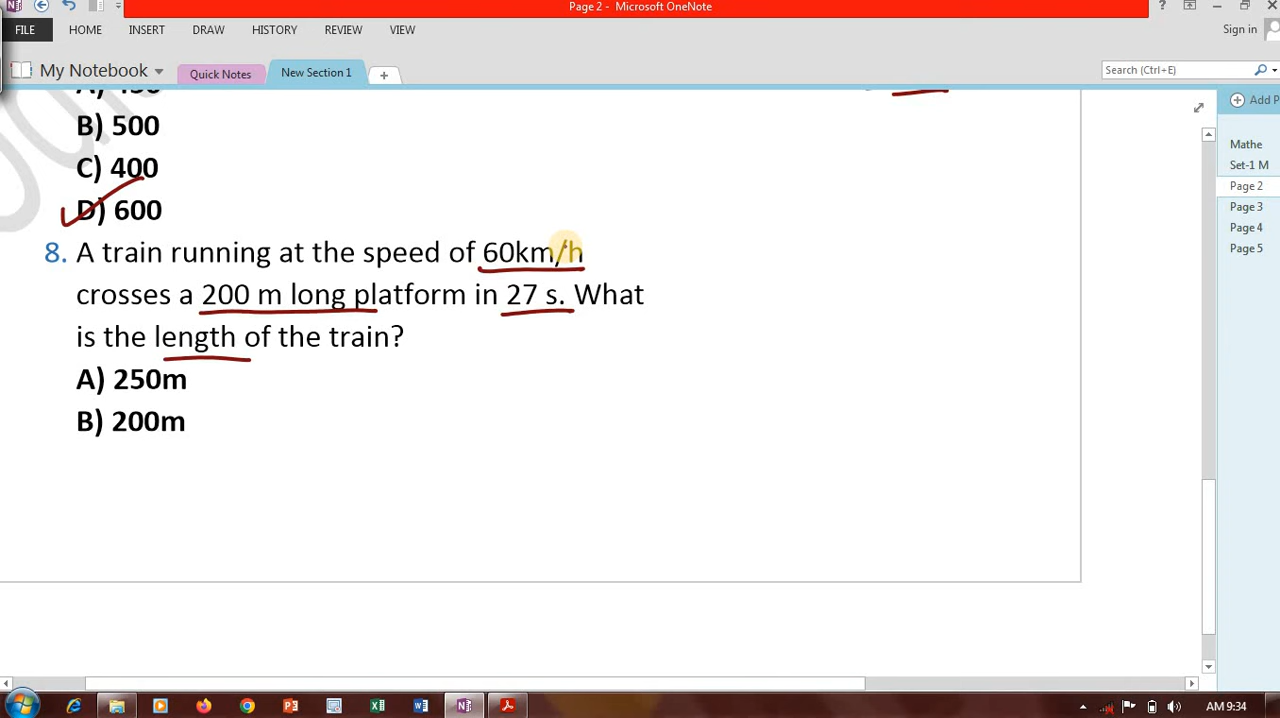 Page 2 - Microsoft OneNote
?
FILE HOME INSERT DRAW HISTORY REVIEW VIEW
Sign in
My Notebook
Quick Notes
New Section 1
Search (Ctrl+E)
Add P
B) 500
C) 400
D) 600
8. A train running at the speed of 60km/h
crosses a 200 m long platform in 27 s. What
is the length of the train?
A) 250m
B) 200m
Mathe
Set-1 M
Page 2
Page 3
Page 4
Page 5
AM 9:34